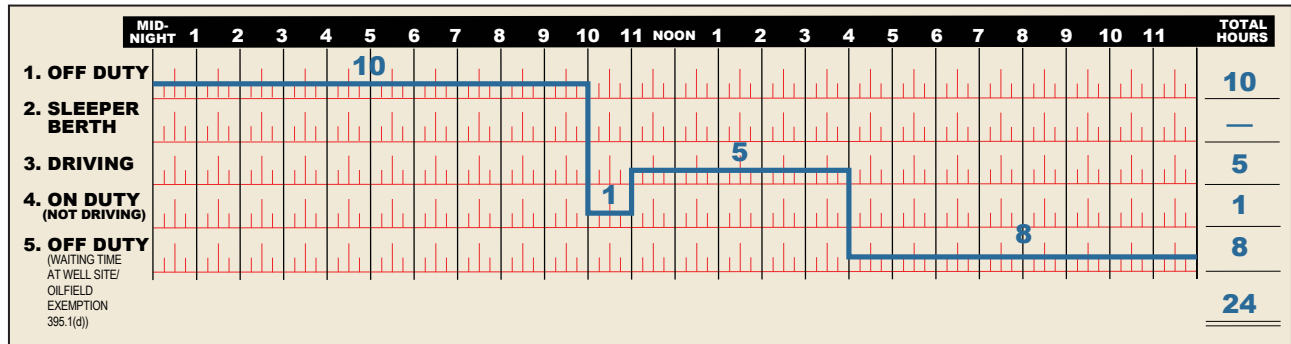 MID-
NIGHT 1 2 3 4 5 6 7 8 9 10 11 NOON 1 2 3 4 5 6 7 8 9 10 11 TOTAL HOURS
1. OFF DUTY 10 10
2. SLEEPER BERTH —
3. DRIVING 5 5
4. ON DUTY 1 1
(NOT DRIVING)
5. OFF DUTY 8 8
(WAITING TIME
AT WELL SITE/
OILFIELD
EXEMPTION
395.1(d))
24